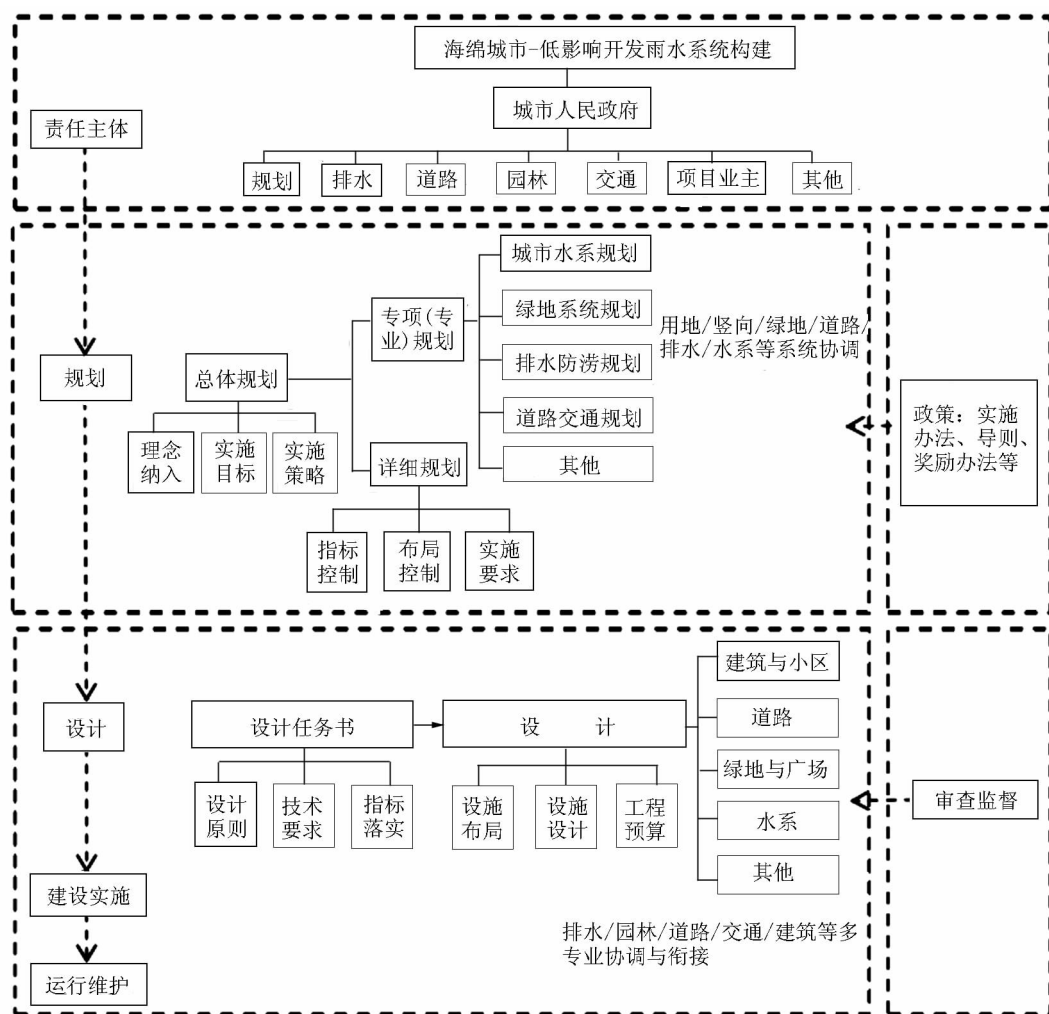 海绵城市-低影响开发雨水系统构建
城市人民政府
责任主体
规划
排水
道路
园林
交通
项目业主
其他
城市水系规划
专项(专
业)规划
绿地系统规划
用地/竖向/绿地/道路/
排水/水系等系统协调
排水防涝规划
规划
总体规划
道路交通规划
政策：实施
办法、导则、
奖励办法等
理念
纳入
实施
目标
实施
策略
详细规划
其他
指标
控制
布局
控制
实施
要求
建筑与小区
设计
设计任务书
设 计
道路
绿地与广场
设计
原则
技术
要求
指标
落实
设施
布局
设施
设计
工程
预算
水系
审查监督
其他
建设实施
排水/园林/道路/交通/建筑等多
专业协调与衔接
运行维护